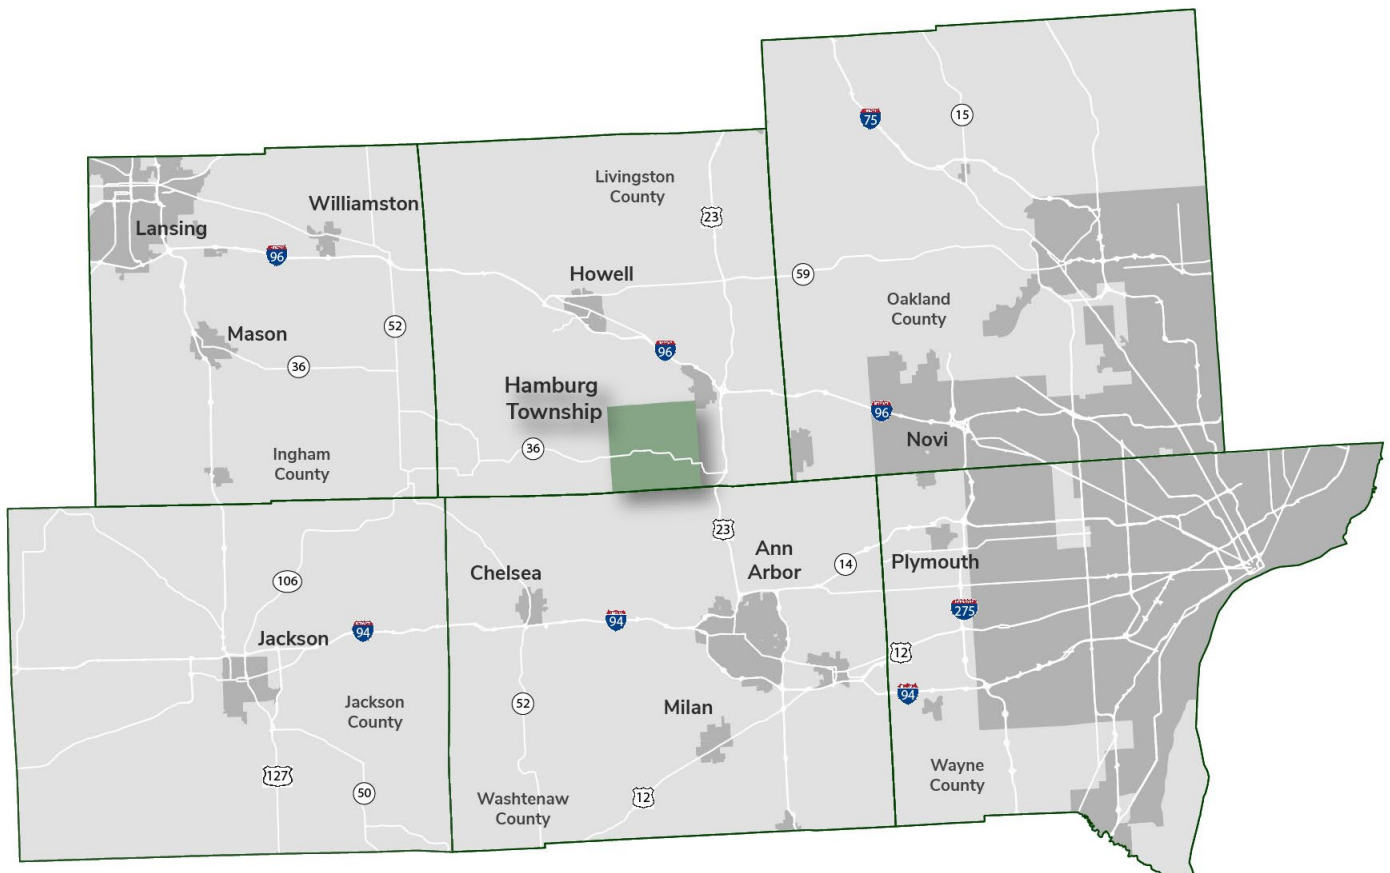 75
15
Livingston
County
Williamston
23
Lansing
96
Howell
59
Oakland
County
52
Mason
96
36
Hamburg
Township
96
Novi
36
Ingham
County
23
Ann
Arbor
14
Plymouth
Chelsea
106
275
94
94
Jackson
12
94
Jackson
County
52
Milan
127
Wayne
County
50
12
Washtenaw
County